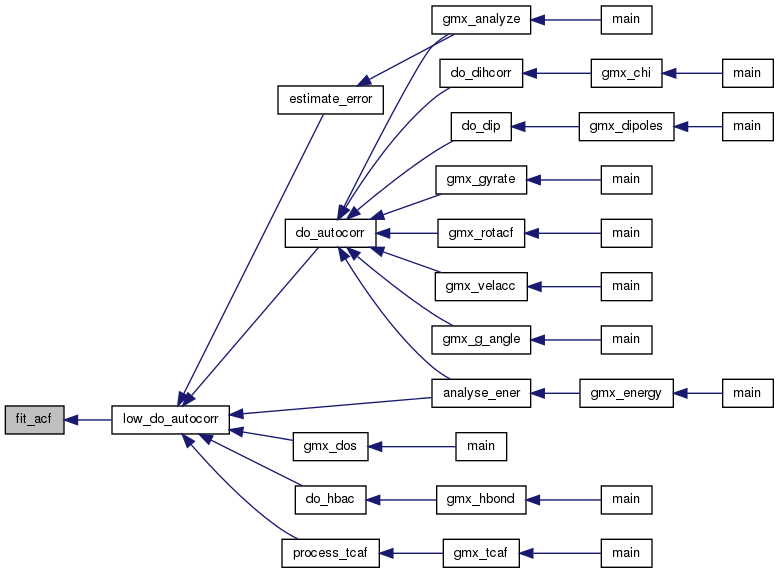 gmx_analyze
main
do_dihcorr
gmx_chi
main
estimate_error
do_dip
gmx_dipoles
main
gmx_gyrate
main
do_autocorr
gmx_rotacf
main
gmx_velacc
main
gmx_g_angle
main
analyse_ener
gmx_energy
main
fit_acf
low_do_autocorr
gmx_dos
main
do_hbac
gmx_hbond
main
process_tcaf
gmx_tcaf
main